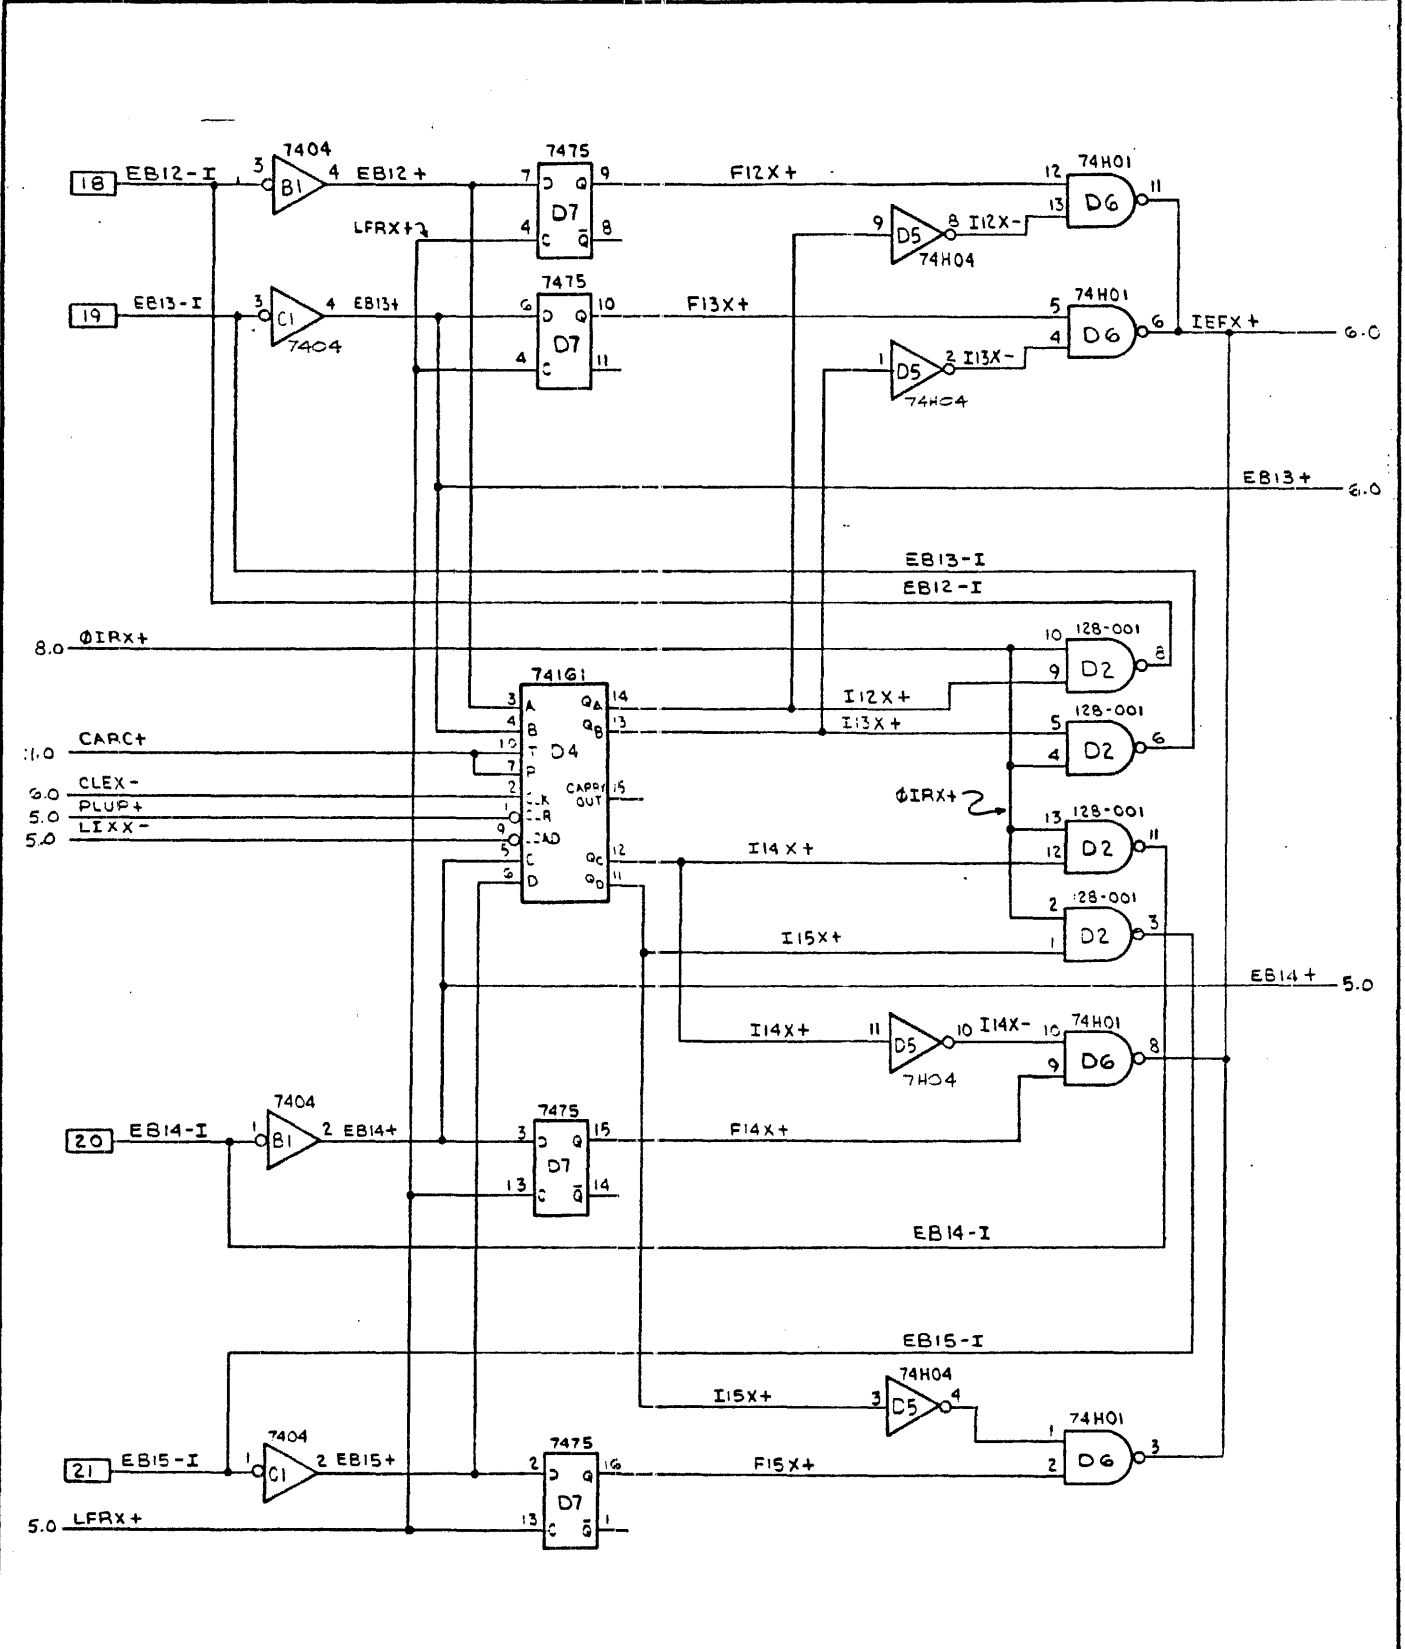 7404
7475
74H01
18
EB12-I
3
B1
4
EB12+
7
D
Q
9
F12X+
12
11
D7
D6
LFRX+
4
C
Q̅
8
13
9
D5
8
I12X-
74H04
7475
74H01
19
EB13-I
3
C1
4
EB13+
6
D
Q
10
F13X+
5
D6
6
IEFX+
6.0
7404
D7
4
C
11
4
1
D5
2
I13X-
74H04
EB13+
6.0
EB13-I
EB12-I
8.0
ØIRX+
10
128-001
D2
8
9
74161
3
A
QA
14
I12X+
4
B
QB
13
I13X+
D4
128-001
5
D2
6
4
CARC+
10
T
7
P
6.0
CLEX-
2
CLK
CARRY OUT
15
5.0
PLUP+
1
CLR
5.0
LIXX-
9
LOAD
ØIRX+
128-001
13
D2
11
12
5
C
QC
12
I14X+
6
D
QD
11
128-001
2
D2
3
1
I15X+
EB14+
5.0
I14X+
11
D5
10
I14X-
7H04
74H01
10
D6
8
9
7404
7475
20
EB14-I
1
B1
2
EB14+
3
D
Q
15
F14X+
D7
13
C
Q̅
14
EB14-I
EB15-I
I15X+
74H04
3
D5
4
74H01
1
D6
3
2
7404
7475
21
EB15-I
1
C1
2
EB15+
2
D
Q
16
F15X+
D7
5.0
LFRX+
13
C
Q̅
1